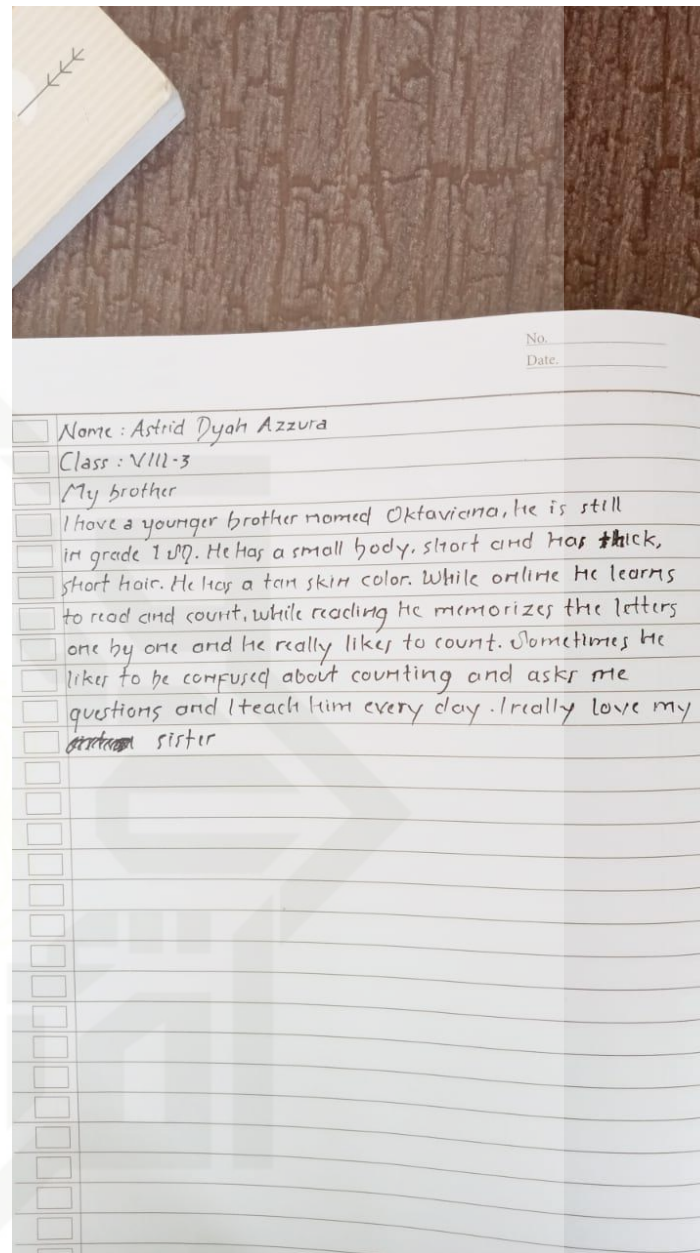 No.
Date.
Name : Astrid Dyah Azzura
Class : VIII-3
My brother
I have a younger brother named Oktaviana, he is still
in grade 1 SD. He Has a small body, short and has thick,
short hair. He has a tan skin color. While online He learns
to read and count, while reading He memorizes the letters
one by one and He really likes to count. Sometimes He
likes to be confused about counting and asks me
questions and I teach Him every day. I really love my
sister